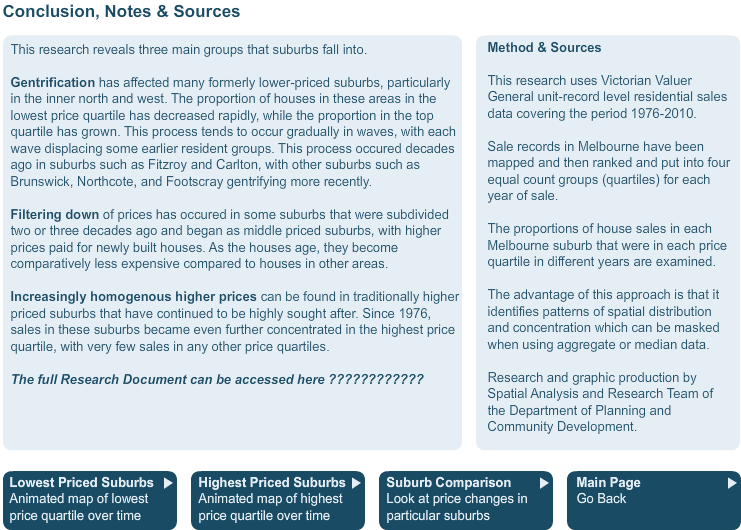 Conclusion, Notes & Sources
This research reveals three main groups that suburbs fall into.
Gentrification has affected many formerly lower-priced suburbs, particularly
in the inner north and west. The proportion of houses in these areas in the
lowest price quartile has decreased rapidly, while the proportion in the top
quartile has grown. This process tends to occur gradually in waves, with each
wave displacing some earlier resident groups. This process occured decades
ago in suburbs such as Fitzroy and Carlton, with other suburbs such as
Brunswick, Northcote, and Footscray gentrifying more recently.
Filtering down of prices has occured in some suburbs that were subdivided
two or three decades ago and began as middle priced suburbs, with higher
prices paid for newly built houses. As the houses age, they become
comparatively less expensive compared to houses in other areas.
Increasingly homogenous higher prices can be found in traditionally higher
priced suburbs that have continued to be highly sought after. Since 1976,
sales in these suburbs became even further concentrated in the highest price
quartile, with very few sales in any other price quartiles.
The full Research Document can be accessed here ????????????
Method & Sources
This research uses Victorian Valuer
General unit-record level residential sales
data covering the period 1976-2010.
Sale records in Melbourne have been
mapped and then ranked and put into four
equal count groups (quartiles) for each
year of sale.
The proportions of house sales in each
Melbourne suburb that were in each price
quartile in different years are examined.
The advantage of this approach is that it
identifies patterns of spatial distribution
and concentration which can be masked
when using aggregate or median data.
Research and graphic production by
Spatial Analysis and Research Team of
the Department of Planning and
Community Development.
Lowest Priced Suburbs
Animated map of lowest
price quartile over time
Highest Priced Suburbs
Animated map of highest
price quartile over time
Suburb Comparison
Look at price changes in
particular suburbs
Main Page
Go Back